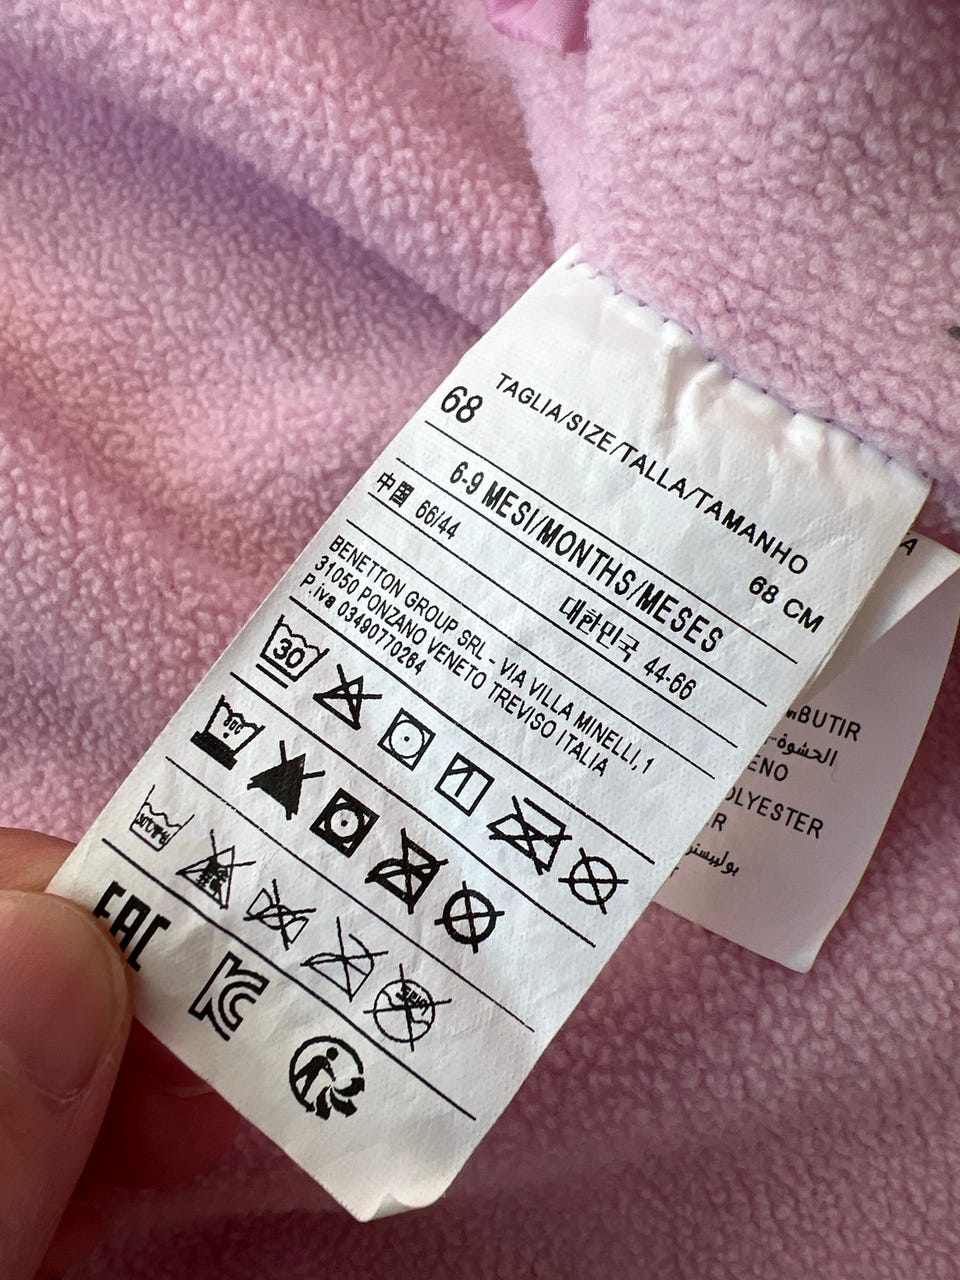 TAGLIA/SIZE/TALLA/TAMANHO
68 68 CM
6-9 MESI/MONTHS/MESES
中国 66/44 대한민국 44-66
BENETTON GROUP SRL - VIA VILLA MINELLI, 1
31050 PONZANO VENETO TREVISO ITALIA
P.iva 03490770264
30
EAC
KC
BUTIR
الحشوة
ENO
OLYESTER
R
بوليستر